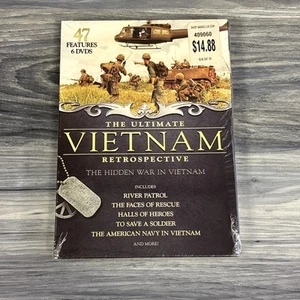 47
FEATURES
6 DVDS
409060
$14.88
THE ULTIMATE
VIETNAM
RETROSPECTIVE
THE HIDDEN WAR IN VIETNAM
INCLUDES
RIVER PATROL
THE FACES OF RESCUE
HALLS OF HEROES
TO SAVE A SOLDIER
THE AMERICAN NAVY IN VIETNAM
AND MORE!